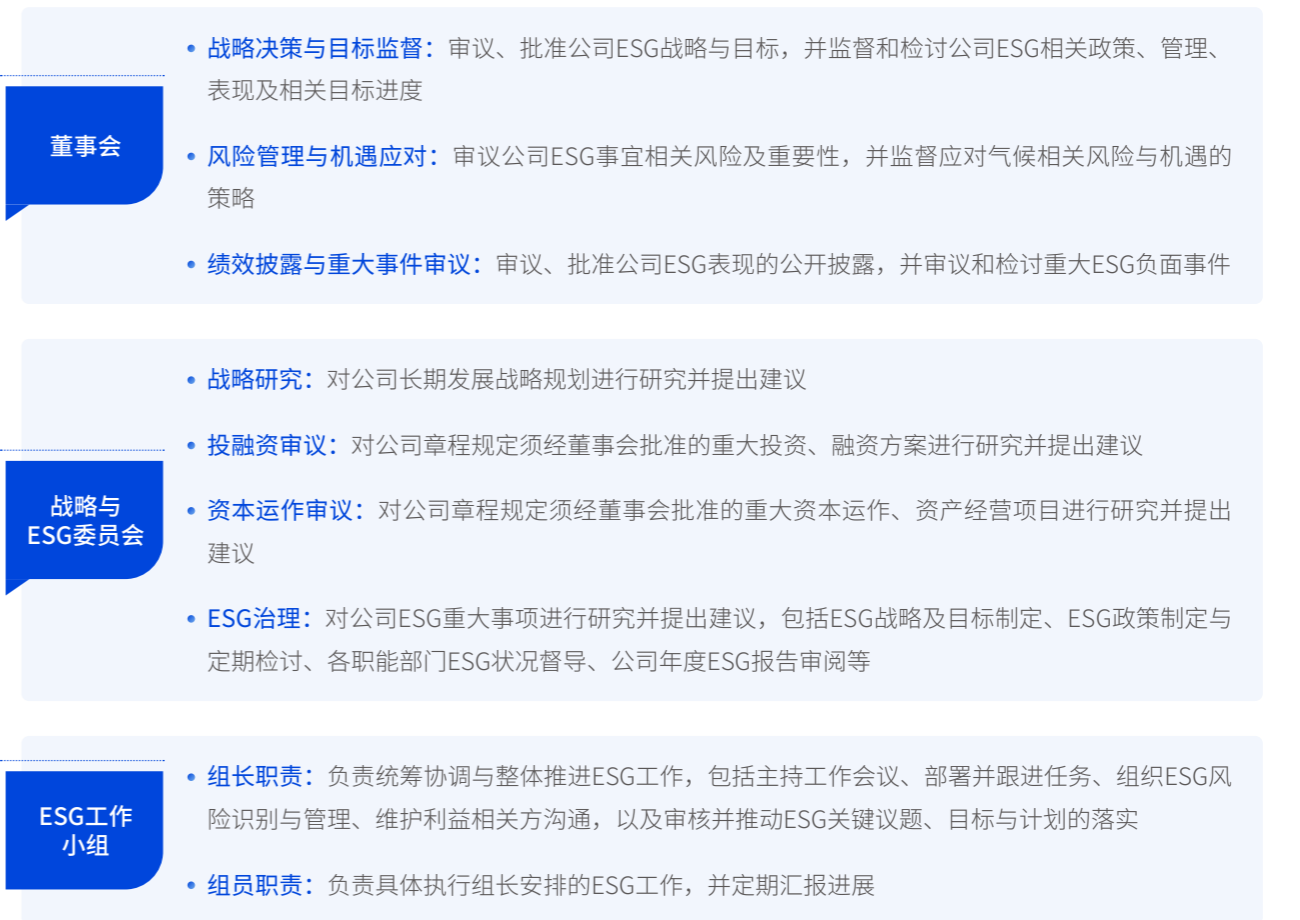 董事会
• 战略决策与目标监督：审议、批准公司ESG战略与目标，并监督和检讨公司ESG相关政策、管理、
表现及相关目标进度
• 风险管理与机遇应对：审议公司ESG事宜相关风险及重要性，并监督应对气候相关风险与机遇的
策略
• 绩效披露与重大事件审议：审议、批准公司ESG表现的公开披露，并审议和检讨重大ESG负面事件
战略与
ESG委员会
• 战略研究：对公司长期发展战略规划进行研究并提出建议
• 投融资审议：对公司章程规定须经董事会批准的重大投资、融资方案进行研究并提出建议
• 资本运作审议：对公司章程规定须经董事会批准的重大资本运作、资产经营项目进行研究并提出
建议
• ESG治理：对公司ESG重大事项进行研究并提出建议，包括ESG战略及目标制定、ESG政策制定与
定期检讨、各职能部门ESG状况督导、公司年度ESG报告审阅等
ESG工作
小组
• 组长职责：负责统筹协调与整体推进ESG工作，包括主持工作会议、部署并跟进任务、组织ESG风
险识别与管理、维护利益相关方沟通，以及审核并推动ESG关键议题、目标与计划的落实
• 组员职责：负责具体执行组长安排的ESG工作，并定期汇报进展